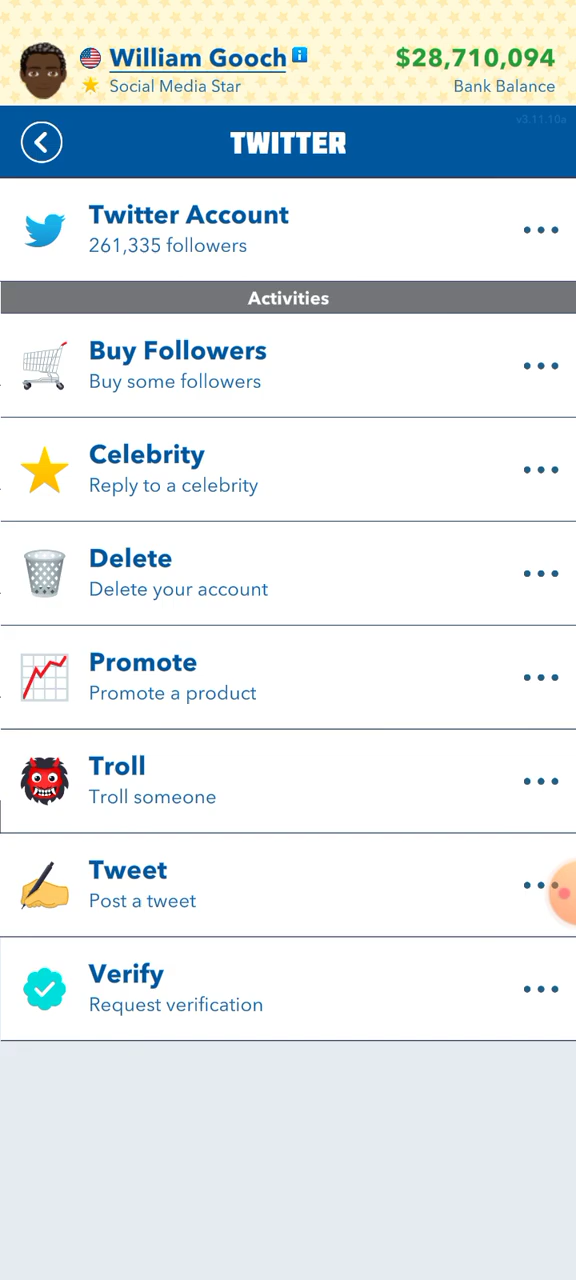 William Gooch
$28,710,094
Social Media Star
Bank Balance
v3.11.10a
TWITTER
Twitter Account
261,335 followers
Activities
Buy Followers
Buy some followers
Celebrity
Reply to a celebrity
Delete
Delete your account
Promote
Promote a product
Troll
Troll someone
Tweet
Post a tweet
Verify
Request verification